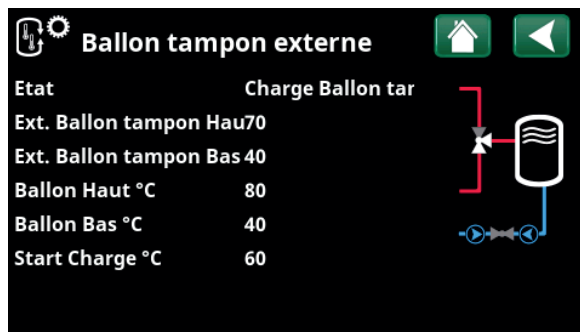 Ballon tampon externe
Etat Charge Ballon tar
Ext. Ballon tampon Hau70
Ext. Ballon tampon Bas 40
Ballon Haut °C 80
Ballon Bas °C 40
Start Charge °C 60